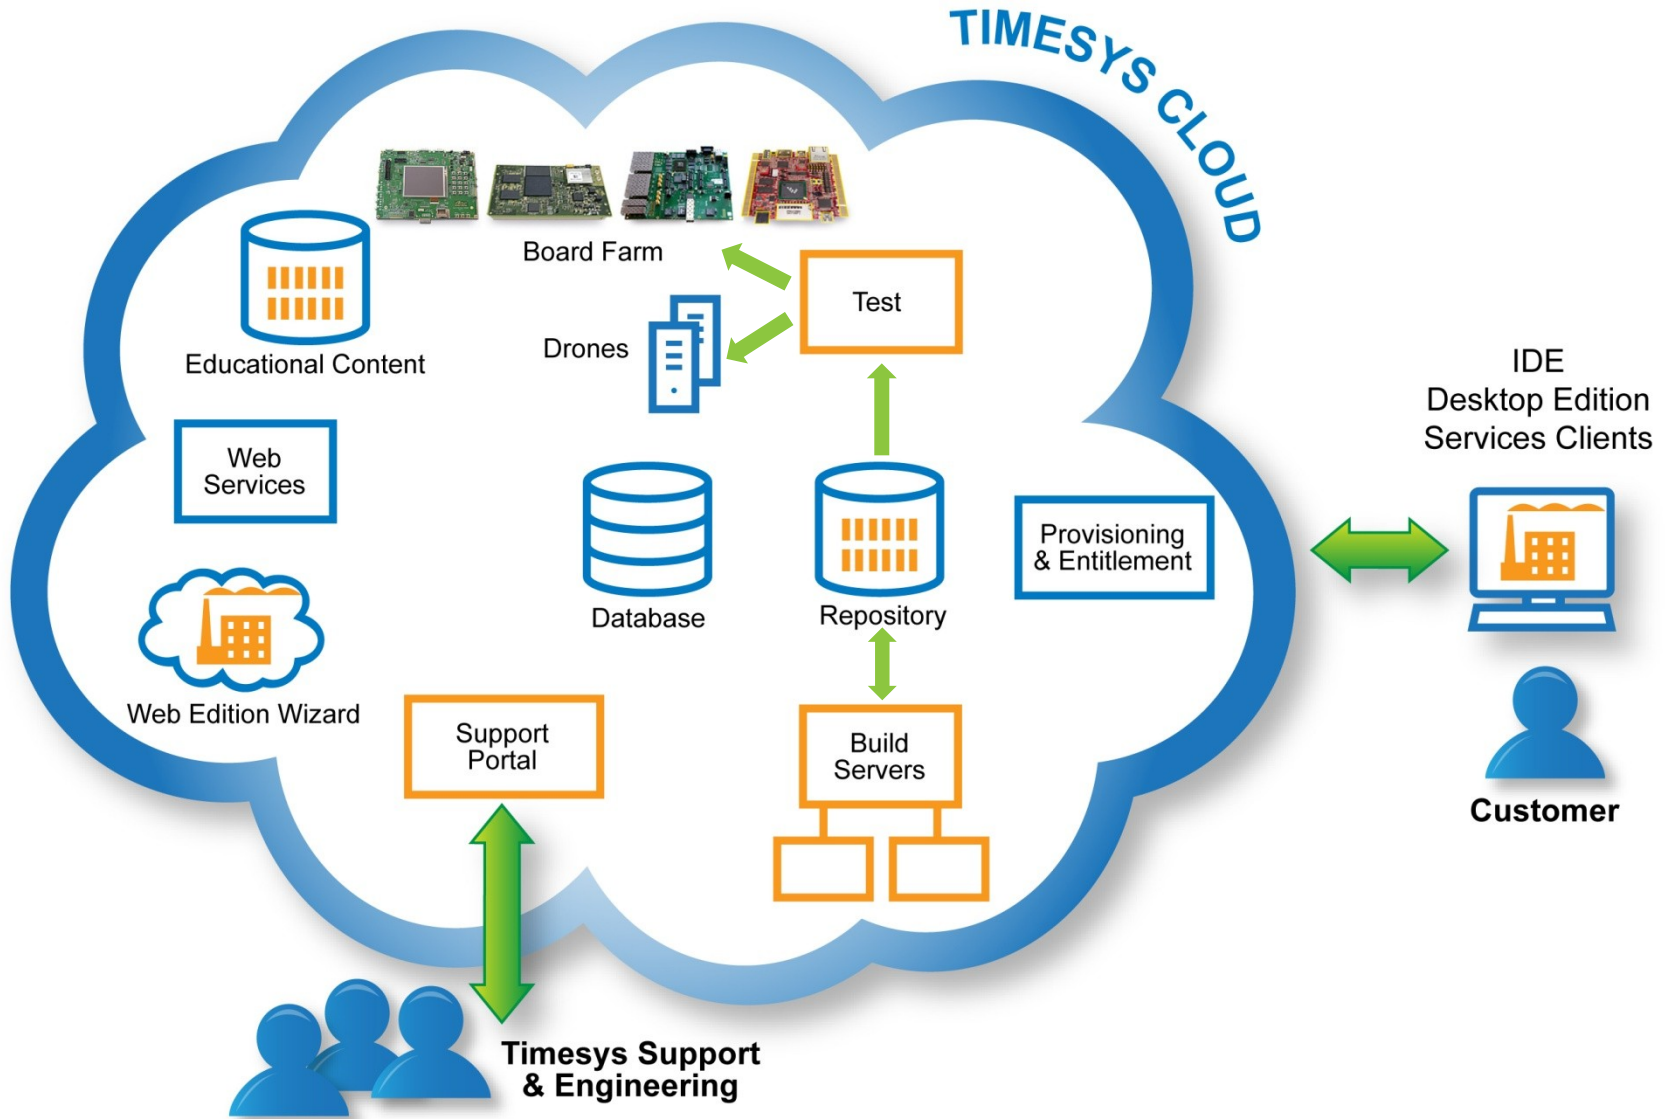 TIMESYS CLOUD
Board Farm
Test
Drones
Educational Content
IDE
Desktop Edition
Services Clients
Web
Services
Provisioning
& Entitlement
Database
Repository
Web Edition Wizard
Support
Portal
Build
Servers
Customer
Timesys Support
& Engineering